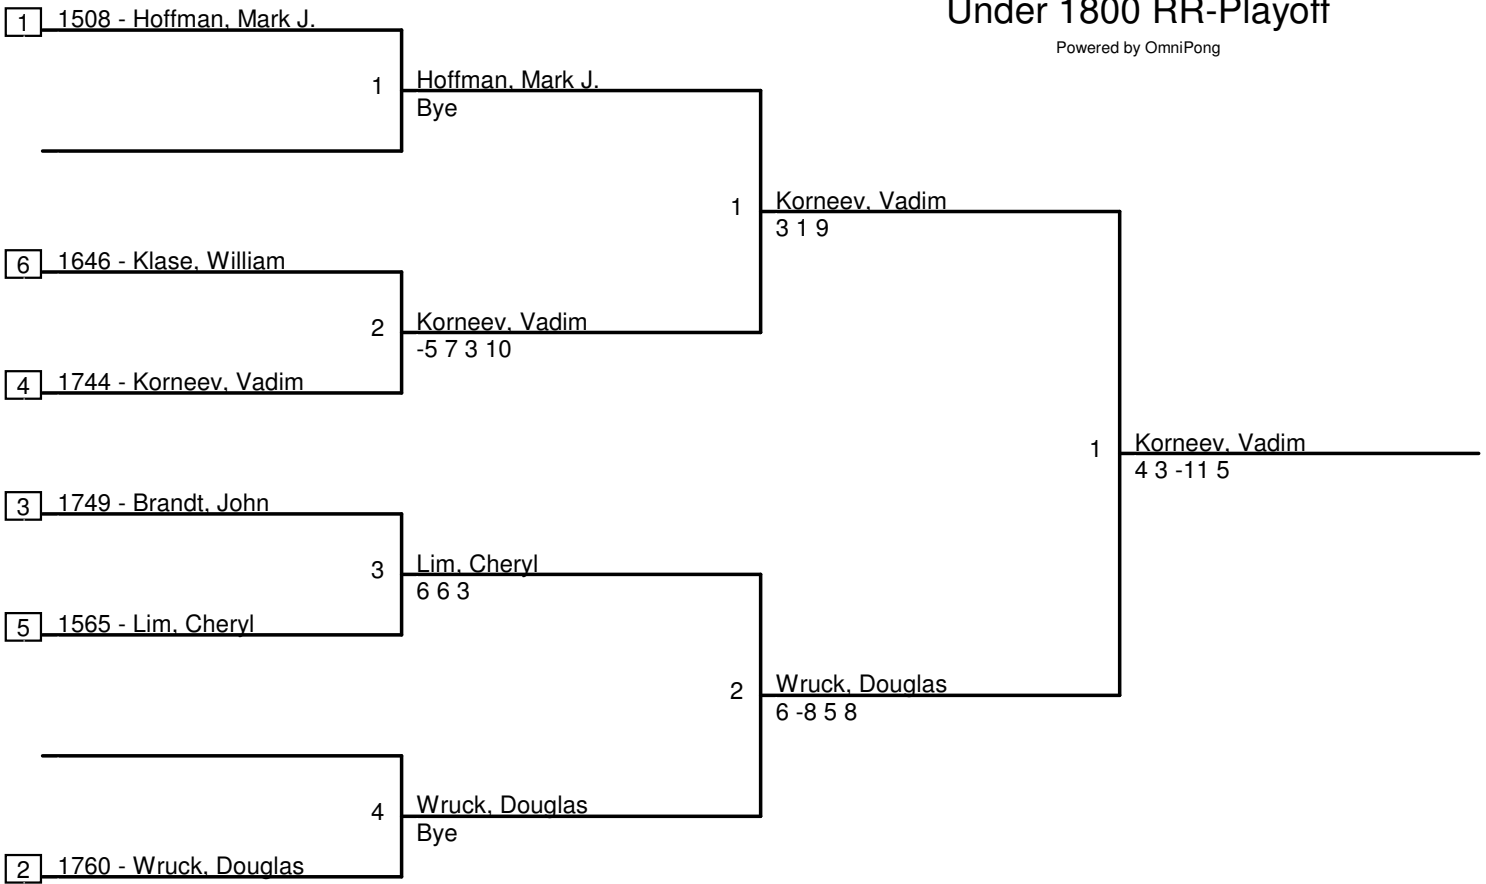 Under 1800 RR-Playoff
Powered by OmniPong
1 1508 - Hoffman, Mark J.
1 Hoffman, Mark J.
Bye
1 Korneev, Vadim
3 1 9
6 1646 - Klase, William
2 Korneev, Vadim
-5 7 3 10
4 1744 - Korneev, Vadim
1 Korneev, Vadim
4 3 -11 5
3 1749 - Brandt, John
3 Lim, Cheryl
6 6 3
5 1565 - Lim, Cheryl
2 Wruck, Douglas
6 -8 5 8
4 Wruck, Douglas
Bye
2 1760 - Wruck, Douglas